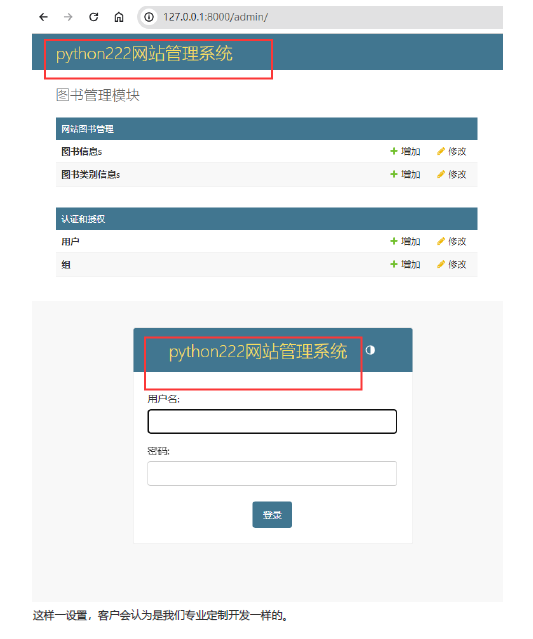 127.0.0.1:8000/admin/
python222网站管理系统
图书管理模块
网站图书管理
图书信息s 增加 修改
图书类别信息s 增加 修改
认证和授权
用户 增加 修改
组 增加 修改
python222网站管理系统
用户名:
密码:
登录
这样一设置，客户会认为是我们专业定制开发一样的。